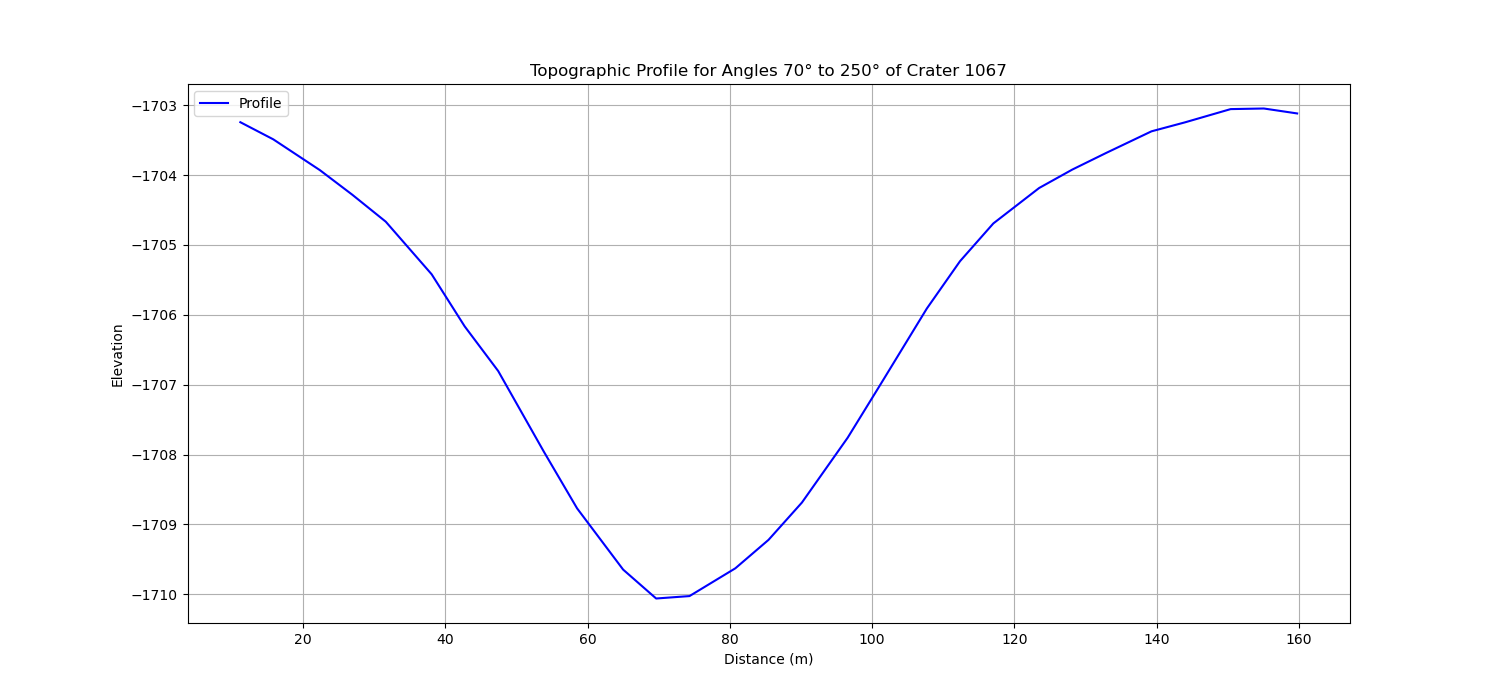 Topographic Profile for Angles 70° to 250° of Crater 1067
Profile
−1703
−1704
−1705
−1706
−1707
−1708
−1709
−1710
Elevation
20 40 60 80 100 120 140 160
Distance (m)